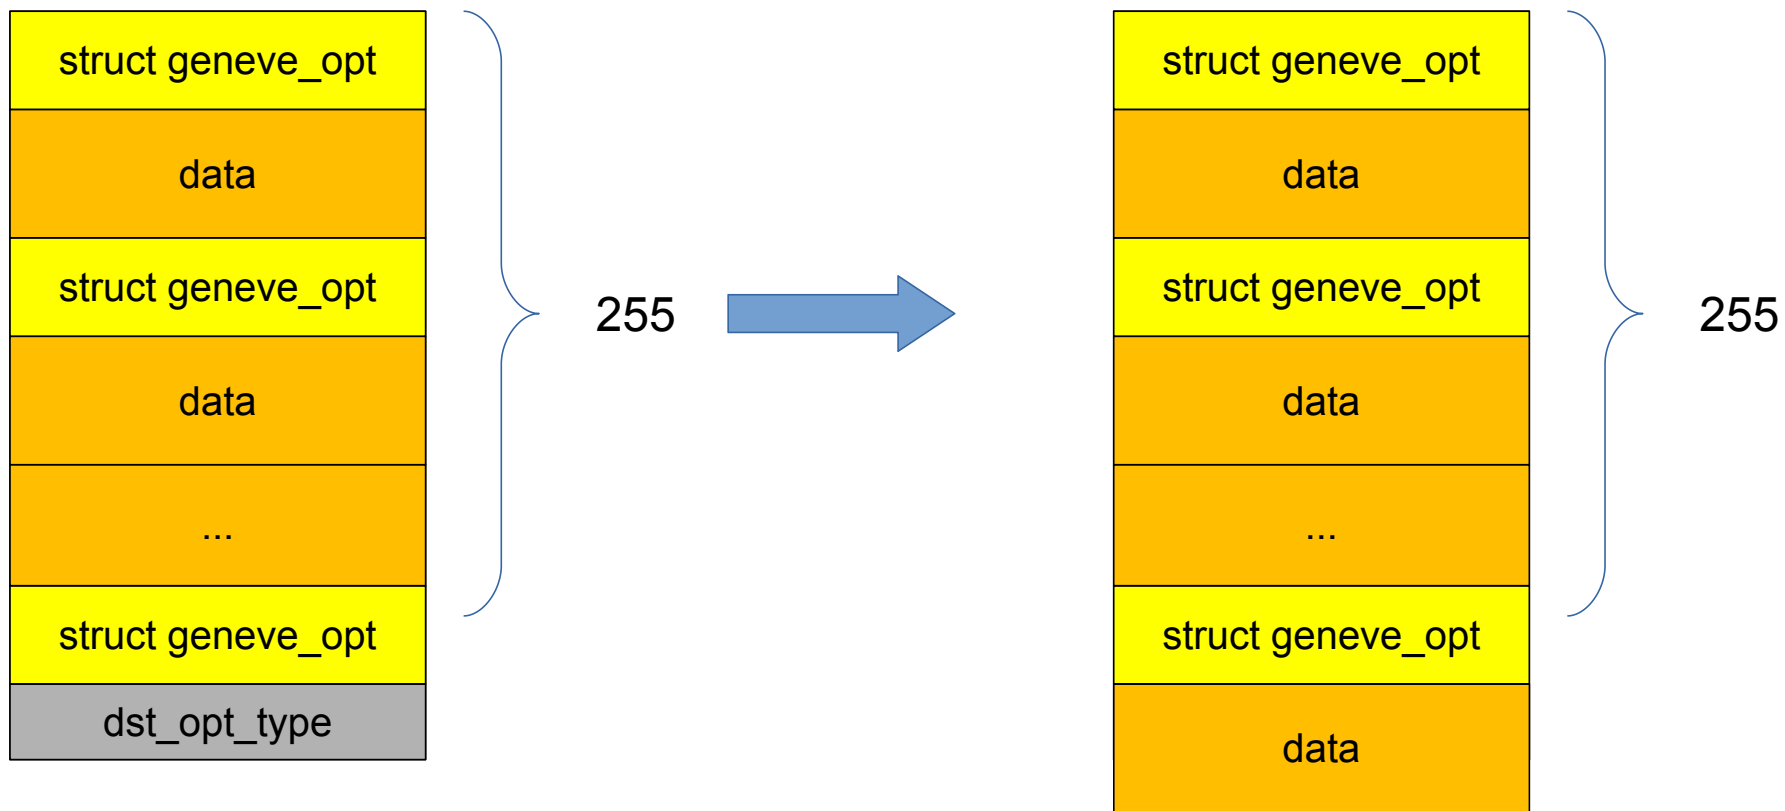 struct geneve_opt
data
struct geneve_opt
data
...
struct geneve_opt
dst_opt_type
255
struct geneve_opt
data
struct geneve_opt
data
...
struct geneve_opt
data
255